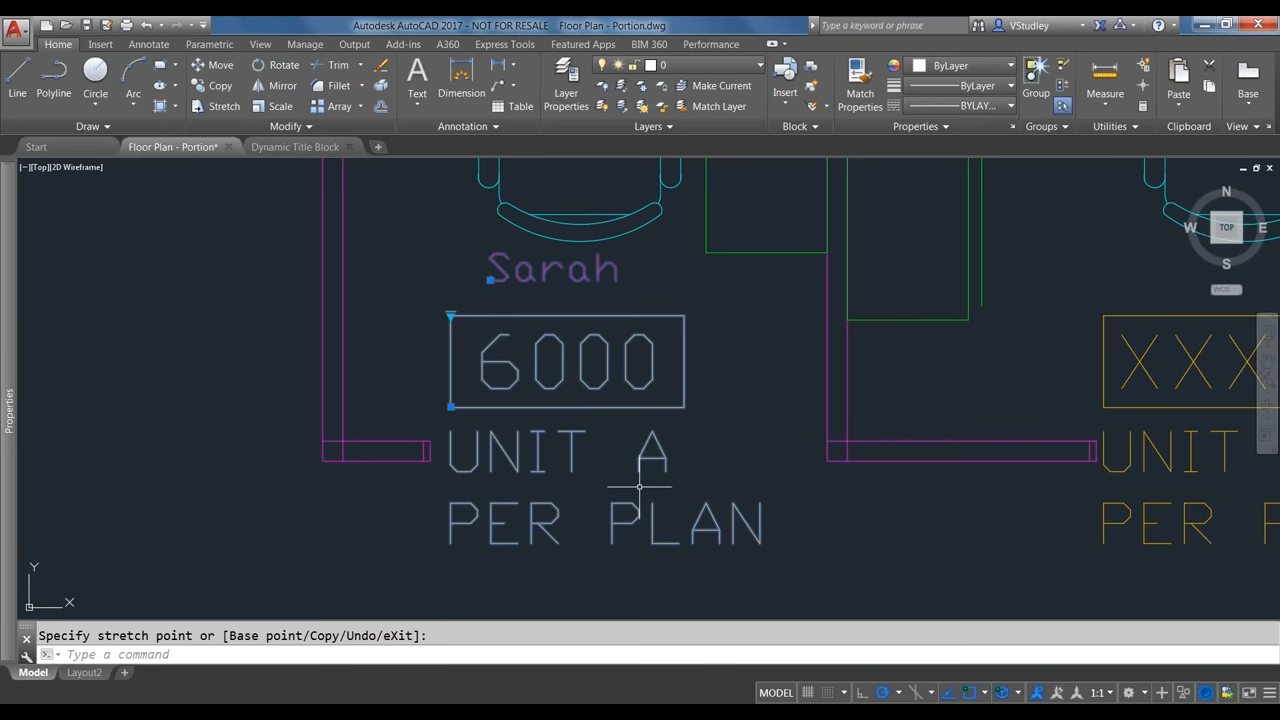 Autodesk AutoCAD 2017 - NOT FOR RESALE Floor Plan - Portion.dwg
Type a keyword or phrase
VStudley
Home Insert Annotate Parametric View Manage Output Add-ins A360 Express Tools Featured Apps BIM 360 Performance
Line Polyline Circle Arc
Move Rotate Trim
Copy Mirror Fillet
Stretch Scale Array
Text Dimension Table
Layer Properties
0
Make Current
Match Layer
Insert
Match Properties
ByLayer
ByLayer
BYLAY...
Group
Measure
Paste
Base
Draw Modify Annotation Layers Block Properties Groups Utilities Clipboard View
Start Floor Plan - Portion* Dynamic Title Block
[−][Top][2D Wireframe]
N
W TOP E
S
WCS
Sarah
6000 XXX
UNIT A UNIT
PER PLAN PER
Properties
Y
X
Specify stretch point or [Base point/Copy/Undo/eXit]:
Type a command
Model Layout2
MODEL 1:1